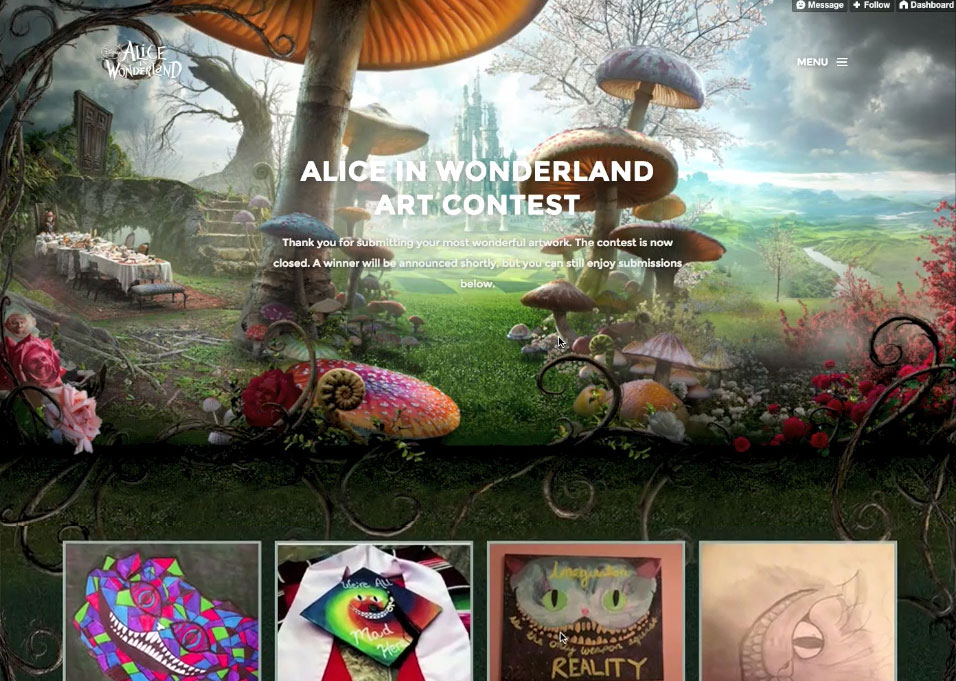 Message
Follow
Dashboard
ALICE
IN
WONDERLAND
MENU
ALICE IN WONDERLAND
ART CONTEST
Thank you for submitting your most wonderful artwork. The contest is now
closed. A winner will be announced shortly, but you can still enjoy submissions
below.
We're All
Mad
Here
Imagination
is the only weapon against
REALITY